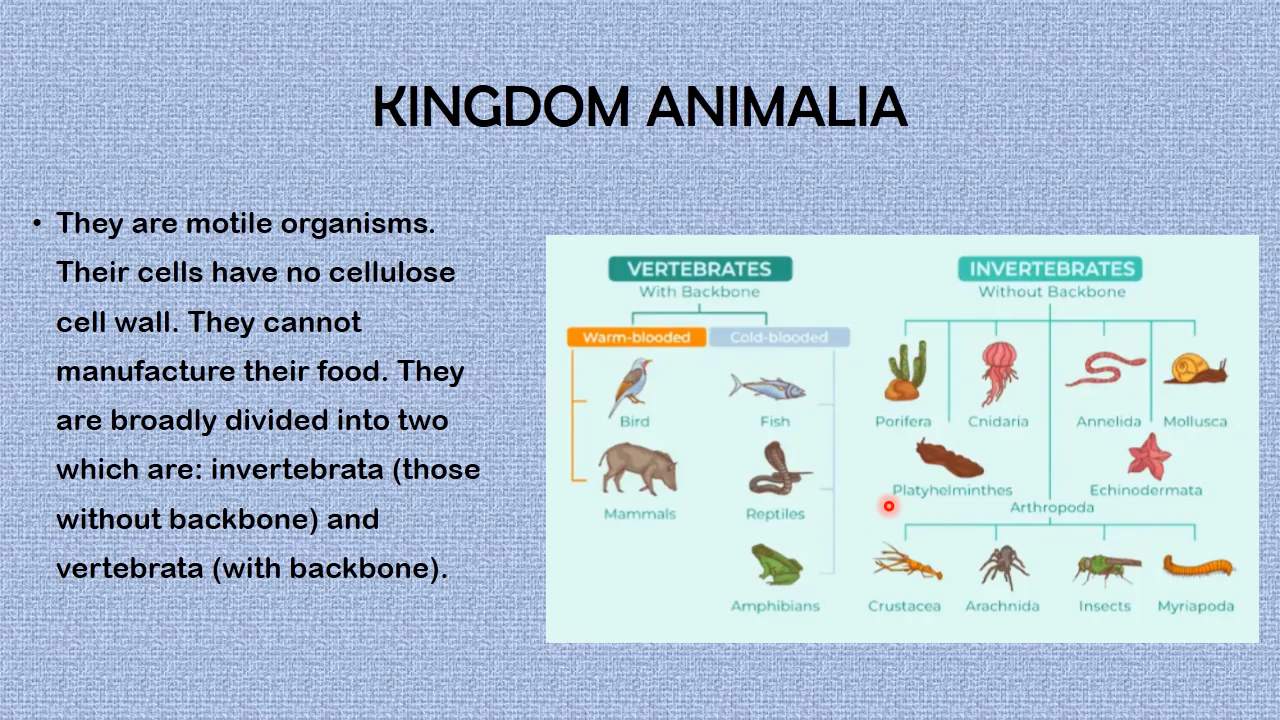 KINGDOM ANIMALIA
• They are motile organisms.
Their cells have no cellulose
cell wall. They cannot
manufacture their food. They
are broadly divided into two
which are: invertebrata (those
without backbone) and
vertebrata (with backbone).
VERTEBRATES
With Backbone
Warm-blooded
Cold-blooded
Bird
Fish
Mammals
Reptiles
Amphibians
INVERTEBRATES
Without Backbone
Porifera
Cnidaria
Annelida
Mollusca
Platyhelminthes
Echinodermata
Arthropoda
Crustacea
Arachnida
Insects
Myriapoda